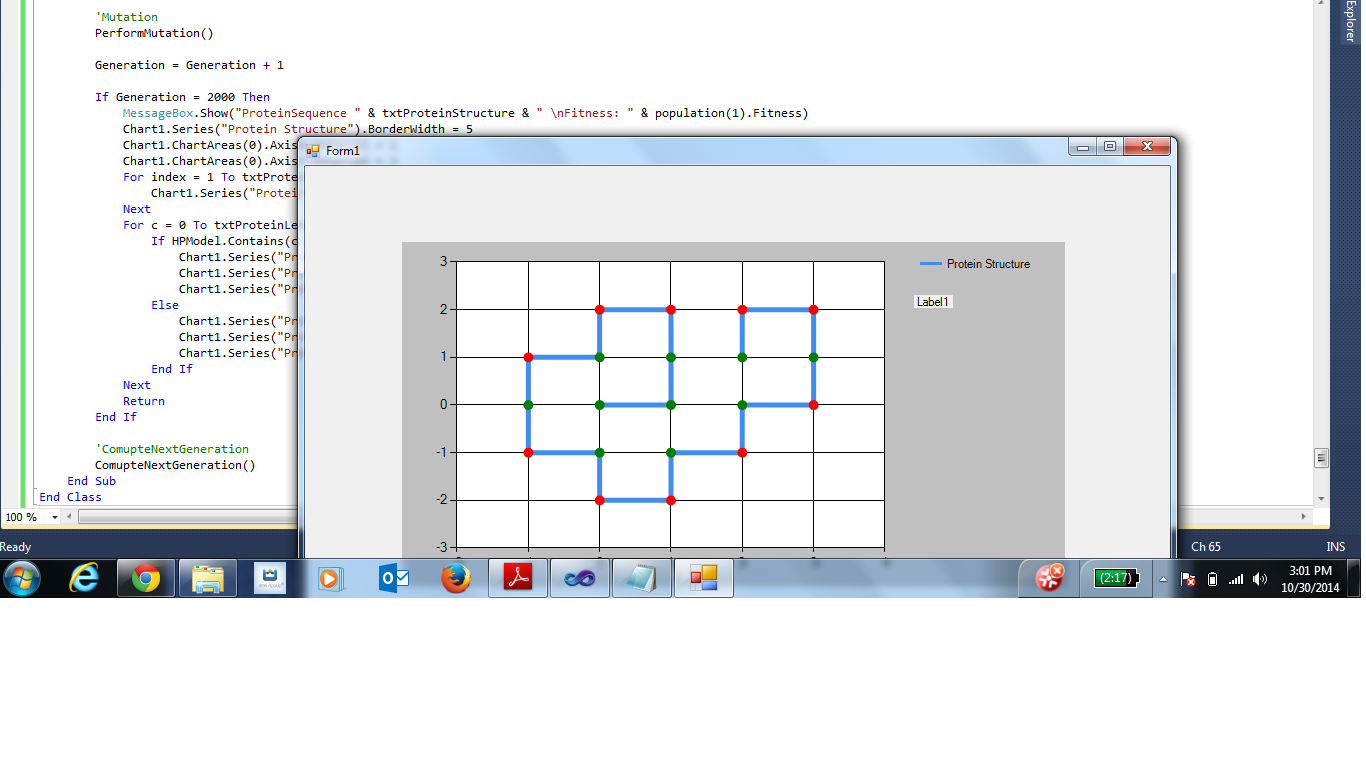 'Mutation
PerformMutation()
Generation = Generation + 1
If Generation = 2000 Then
MessageBox.Show("ProteinSequence " & txtProteinStructure & " \nFitness: " & population(1).Fitness)
Chart1.Series("Protein Structure").BorderWidth = 5
Chart1.ChartAreas(0).Axis
Chart1.ChartAreas(0).Axis
For index = 1 To txtProte
Chart1.Series("Protei
Next
For c = 0 To txtProteinLe
If HPModel.Contains(c
Chart1.Series("Pr
Chart1.Series("Pr
Chart1.Series("Pr
Else
Chart1.Series("Pr
Chart1.Series("Pr
Chart1.Series("Pr
End If
Next
Return
End If
'ComupteNextGeneration
ComupteNextGeneration()
End Sub
End Class
100 %
Ready
Ch 65
INS
Explorer
Form1
3
2
1
0
-1
-2
-3
Protein Structure
Label1
(2:17)
3:01 PM
10/30/2014